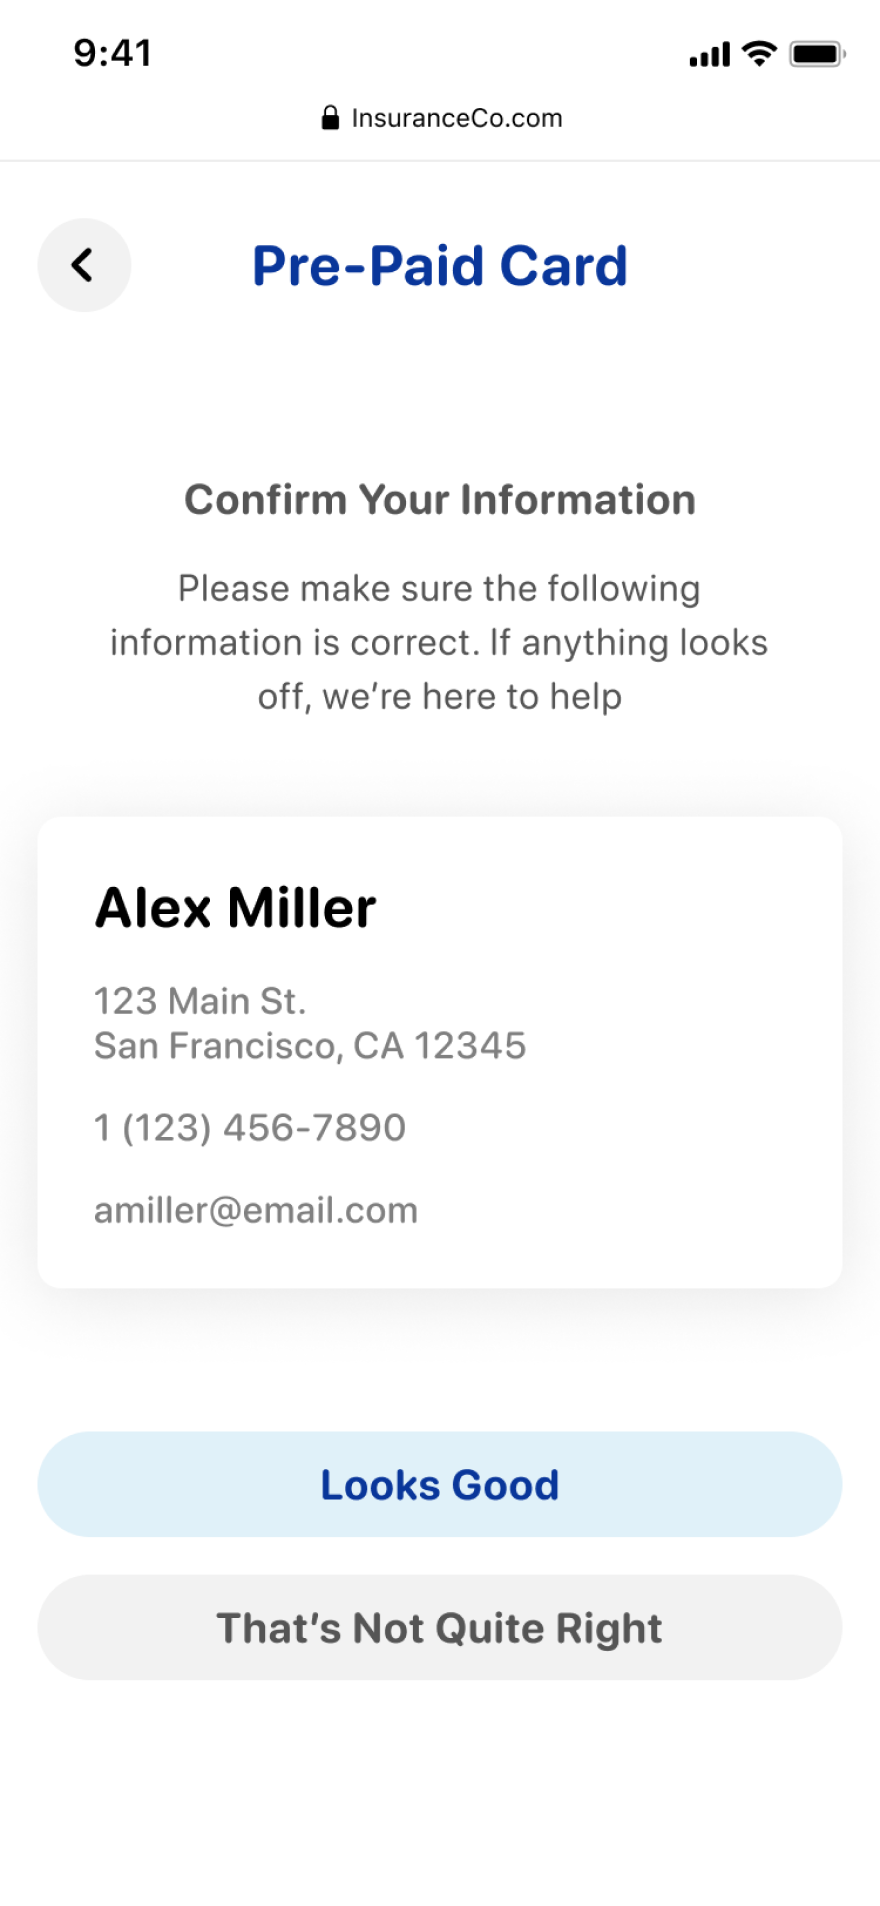 9:41
InsuranceCo.com
Pre-Paid Card
Confirm Your Information
Please make sure the following
information is correct. If anything looks
off, we’re here to help
Alex Miller
123 Main St.
San Francisco, CA 12345
1 (123) 456-7890
amiller@email.com
Looks Good
That’s Not Quite Right